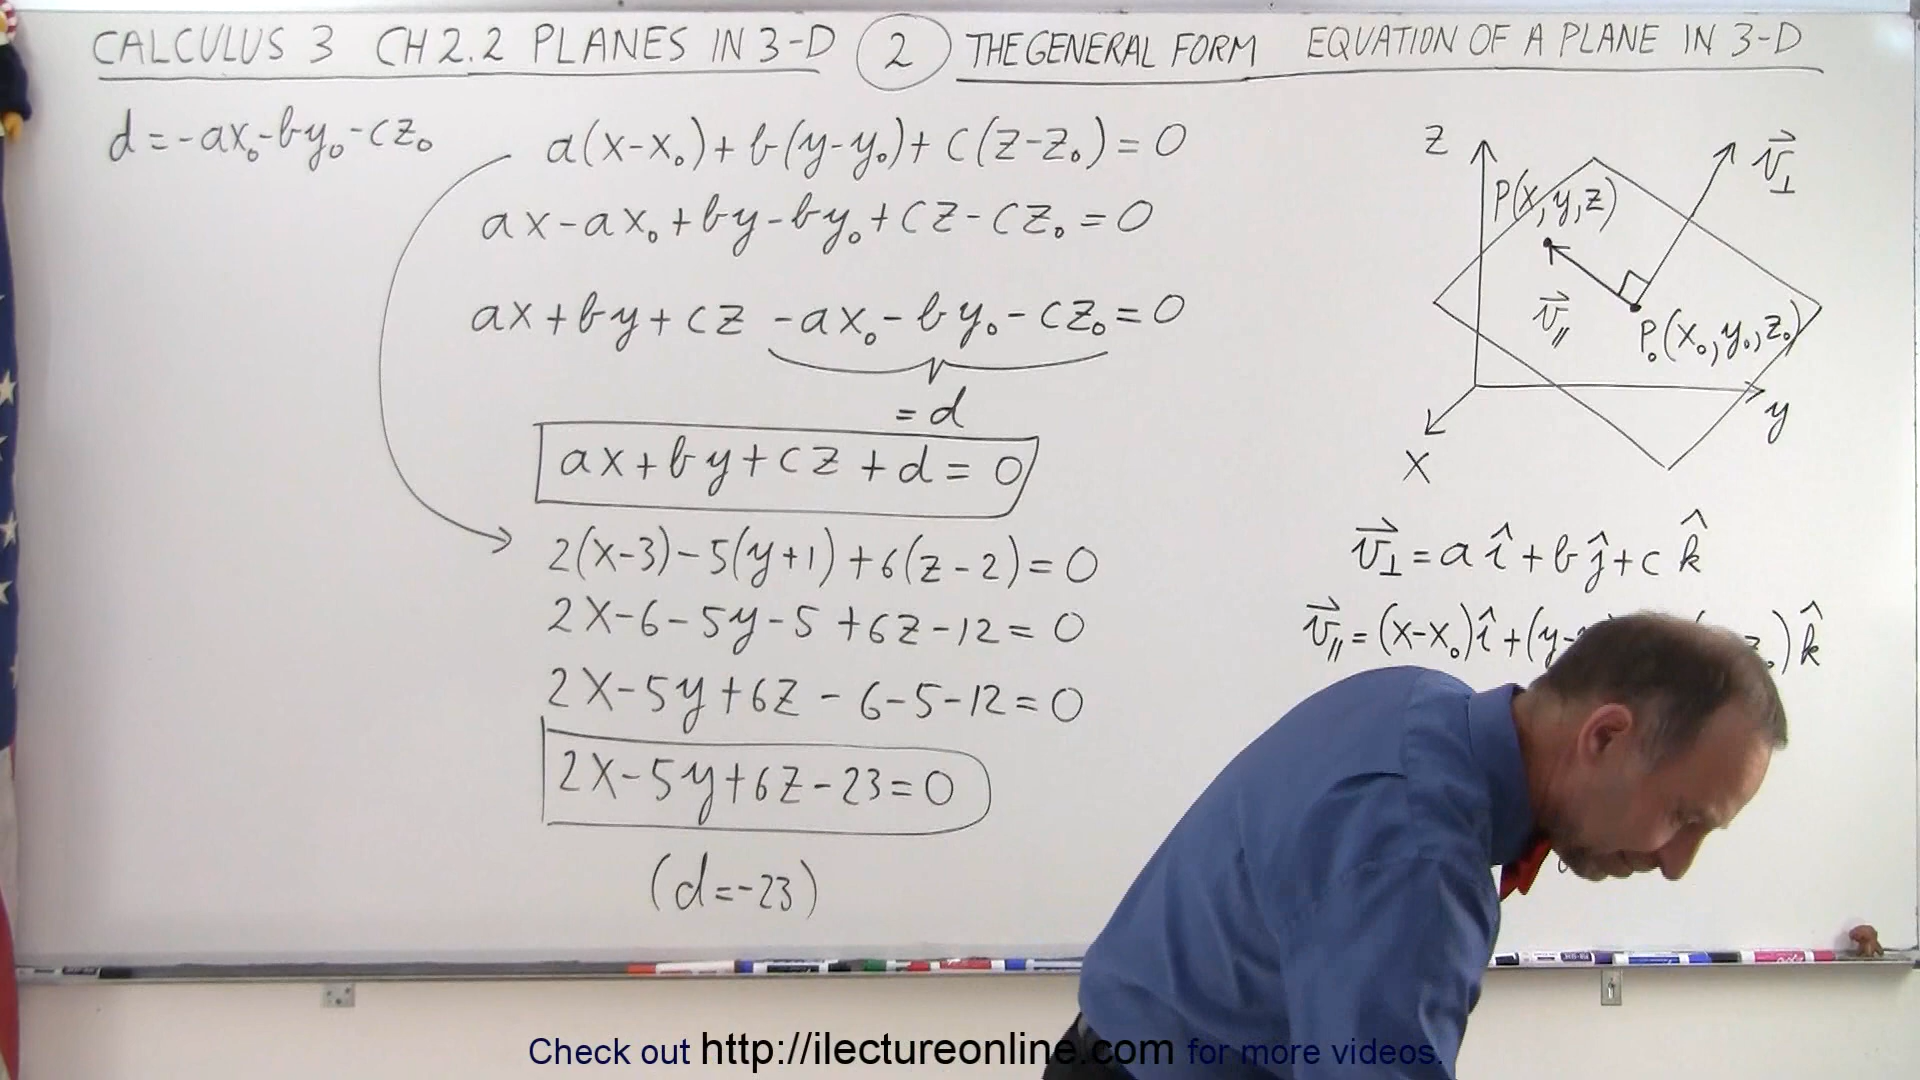 CALCULUS 3 CH 2.2 PLANES IN 3-D 2 THE GENERAL FORM EQUATION OF A PLANE IN 3-D
d = -ax₀-by₀-cz₀
a(x-x₀)+b(y-y₀)+c(z-z₀)=0
ax-ax₀+by-by₀+cz-cz₀=0
ax+by+cz -ax₀-by₀-cz₀=0
=d
ax+by+cz+d=0
2(x-3)-5(y+1)+6(z-2)=0
2x-6-5y-5+6z-12=0
2x-5y+6z-6-5-12=0
2x-5y+6z-23=0
(d=-23)
z
v⃗⊥
P(x,y,z)
v⃗∥
P₀(x₀,y₀,z₀)
y
x
v⃗⊥=aî+bĵ+ck̂
v⃗∥=(x-x₀)î+(y- )k̂
Check out http://ilectureonline.com for more videos.